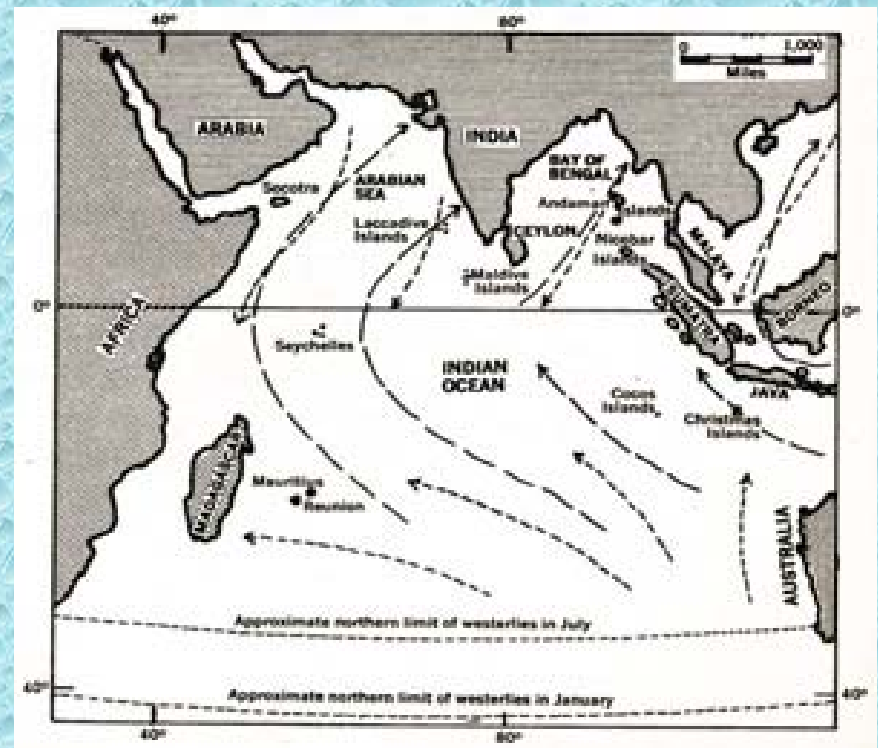 40°
80°
0 1,000
Miles
ARABIA
INDIA
BAY OF
BENGAL
ARABIAN
SEA
Socotra
Andaman
Islands
Laccadive
Islands
CEYLON
Nicobar
Islands
MALAYA
Maldive
Islands
SUMATRA
BORNEO
0°
0°
AFRICA
Seychelles
INDIAN
OCEAN
JAVA
Cocos
Islands
Christmas
Islands
MADAGASCAR
Mauritius
Reunion
AUSTRALIA
Approximate northern limit of westerlies in July
40°
40°
Approximate northern limit of westerlies in January
40°
80°